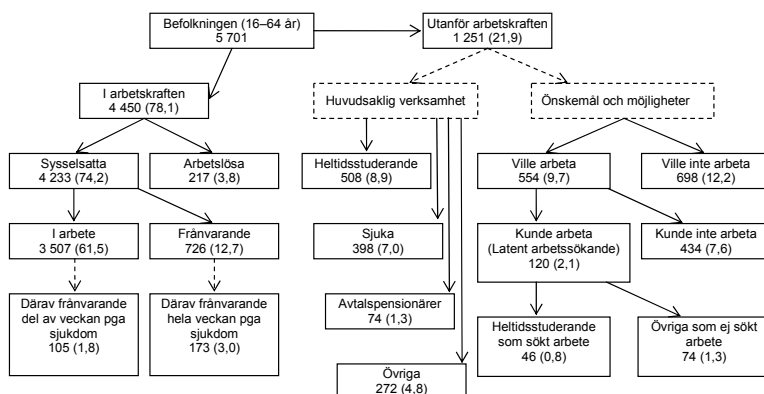 Befolkningen (16–64 år)
5 701
Utanför arbetskraften
1 251 (21,9)
I arbetskraften
4 450 (78,1)
Huvudsaklig verksamhet
Önskemål och möjligheter
Sysselsatta
4 233 (74,2)
Arbetslösa
217 (3,8)
Heltidsstuderande
508 (8,9)
Ville arbeta
554 (9,7)
Ville inte arbeta
698 (12,2)
I arbete
3 507 (61,5)
Frånvarande
726 (12,7)
Sjuka
398 (7,0)
Kunde arbeta
(Latent arbetssökande)
120 (2,1)
Kunde inte arbeta
434 (7,6)
Därav frånvarande
del av veckan pga
sjukdom
105 (1,8)
Därav frånvarande
hela veckan pga
sjukdom
173 (3,0)
Avtalspensionärer
74 (1,3)
Heltidsstuderande
som sökt arbete
46 (0,8)
Övriga som ej sökt
arbete
74 (1,3)
Övriga
272 (4,8)